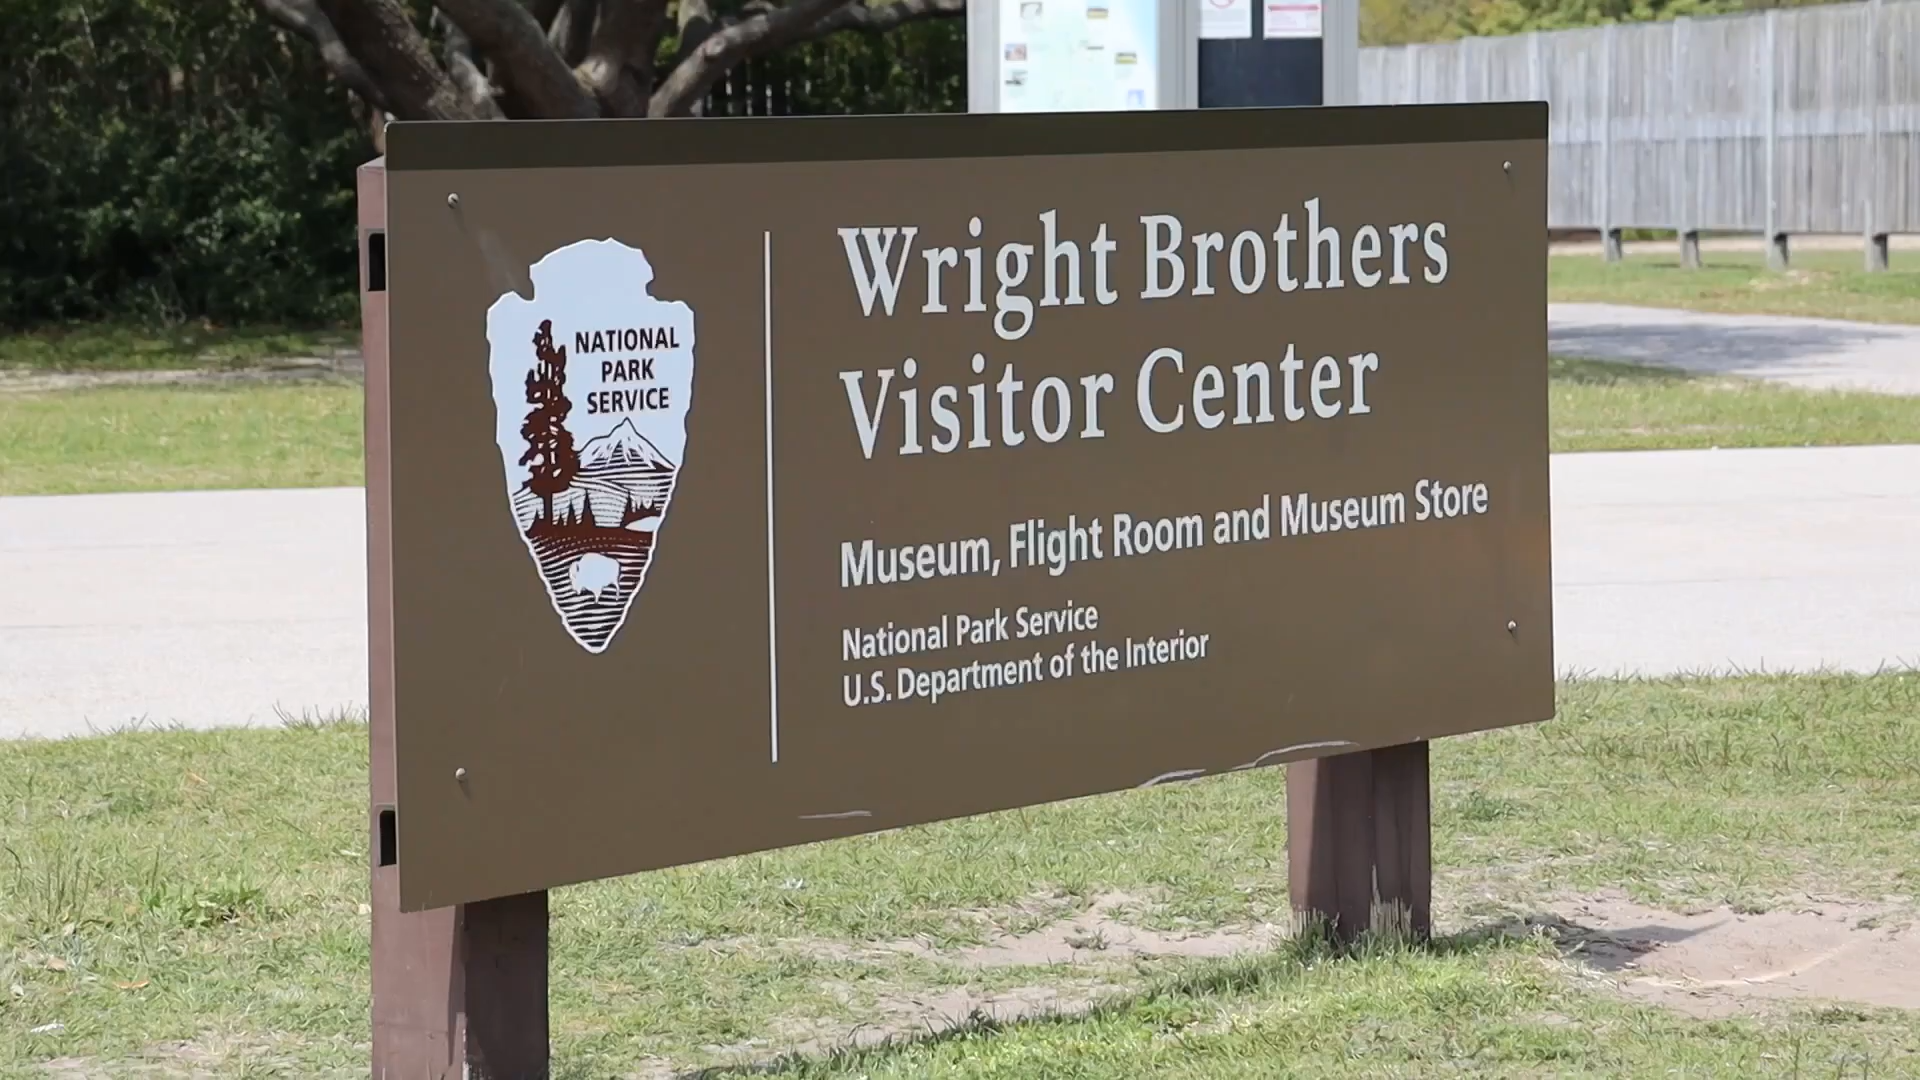 NATIONAL
PARK
SERVICE
Wright Brothers
Visitor Center
Museum, Flight Room and Museum Store
National Park Service
U.S. Department of the Interior